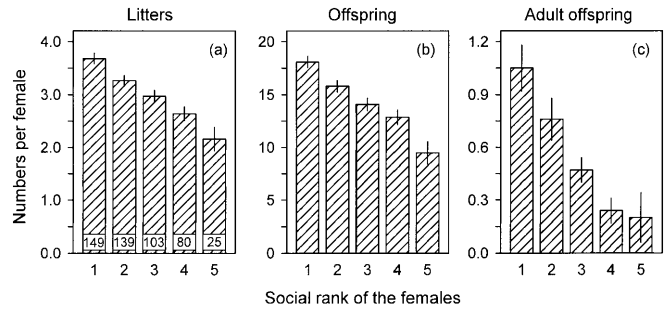 Litters
Offspring
Adult offspring
Numbers per female
4.0
3.0
2.0
1.0
0.0
(a)
149 139 103 80 25
1 2 3 4 5
20
15
10
5
0
(b)
1 2 3 4 5
1.2
0.9
0.6
0.3
0.0
(c)
1 2 3 4 5
Social rank of the females